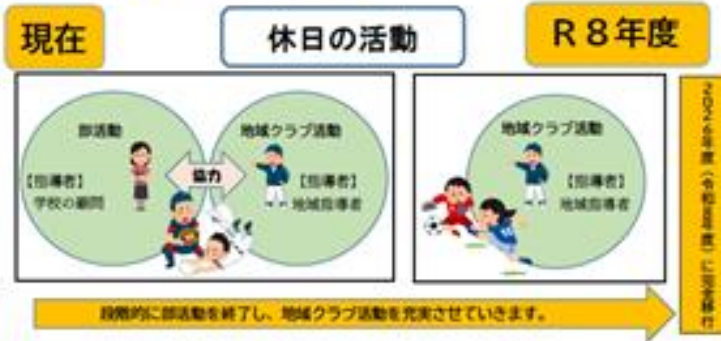 現在
休日の活動
R8年度
部活動
【指導者】
学校の顧問
協力
地域クラブ活動
【指導者】
地域指導者
地域クラブ活動
【指導者】
地域指導者
2026年度(令和8年度)に完全移行
段階的に部活動を終了し、地域クラブ活動を充実させていきます。